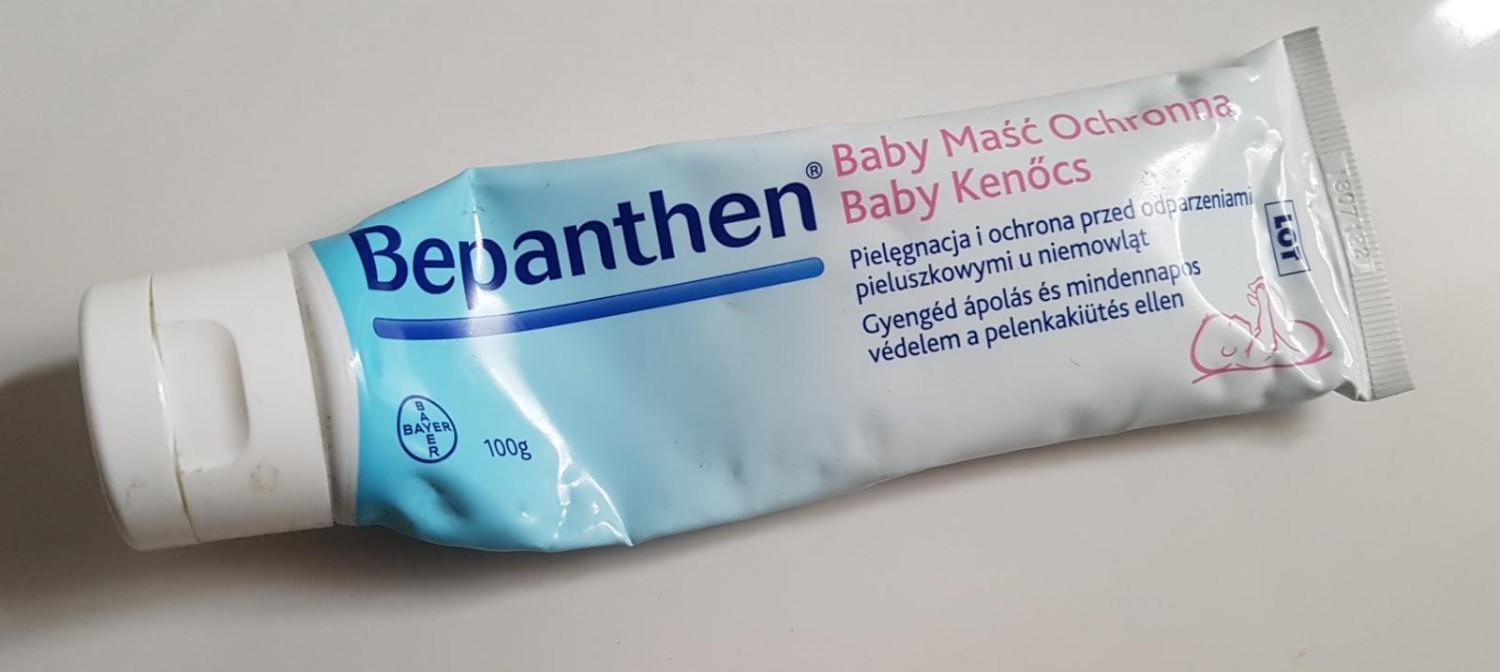 Bepanthen®
Baby Maść Ochronna
Baby Kenőcs
Pielęgnacja i ochrona przed odparzeniami
pieluszkowymi u niemowląt
Gyengéd ápolás és mindennapos
védelem a pelenkakiütés ellen
BAYER
BAYER
100g